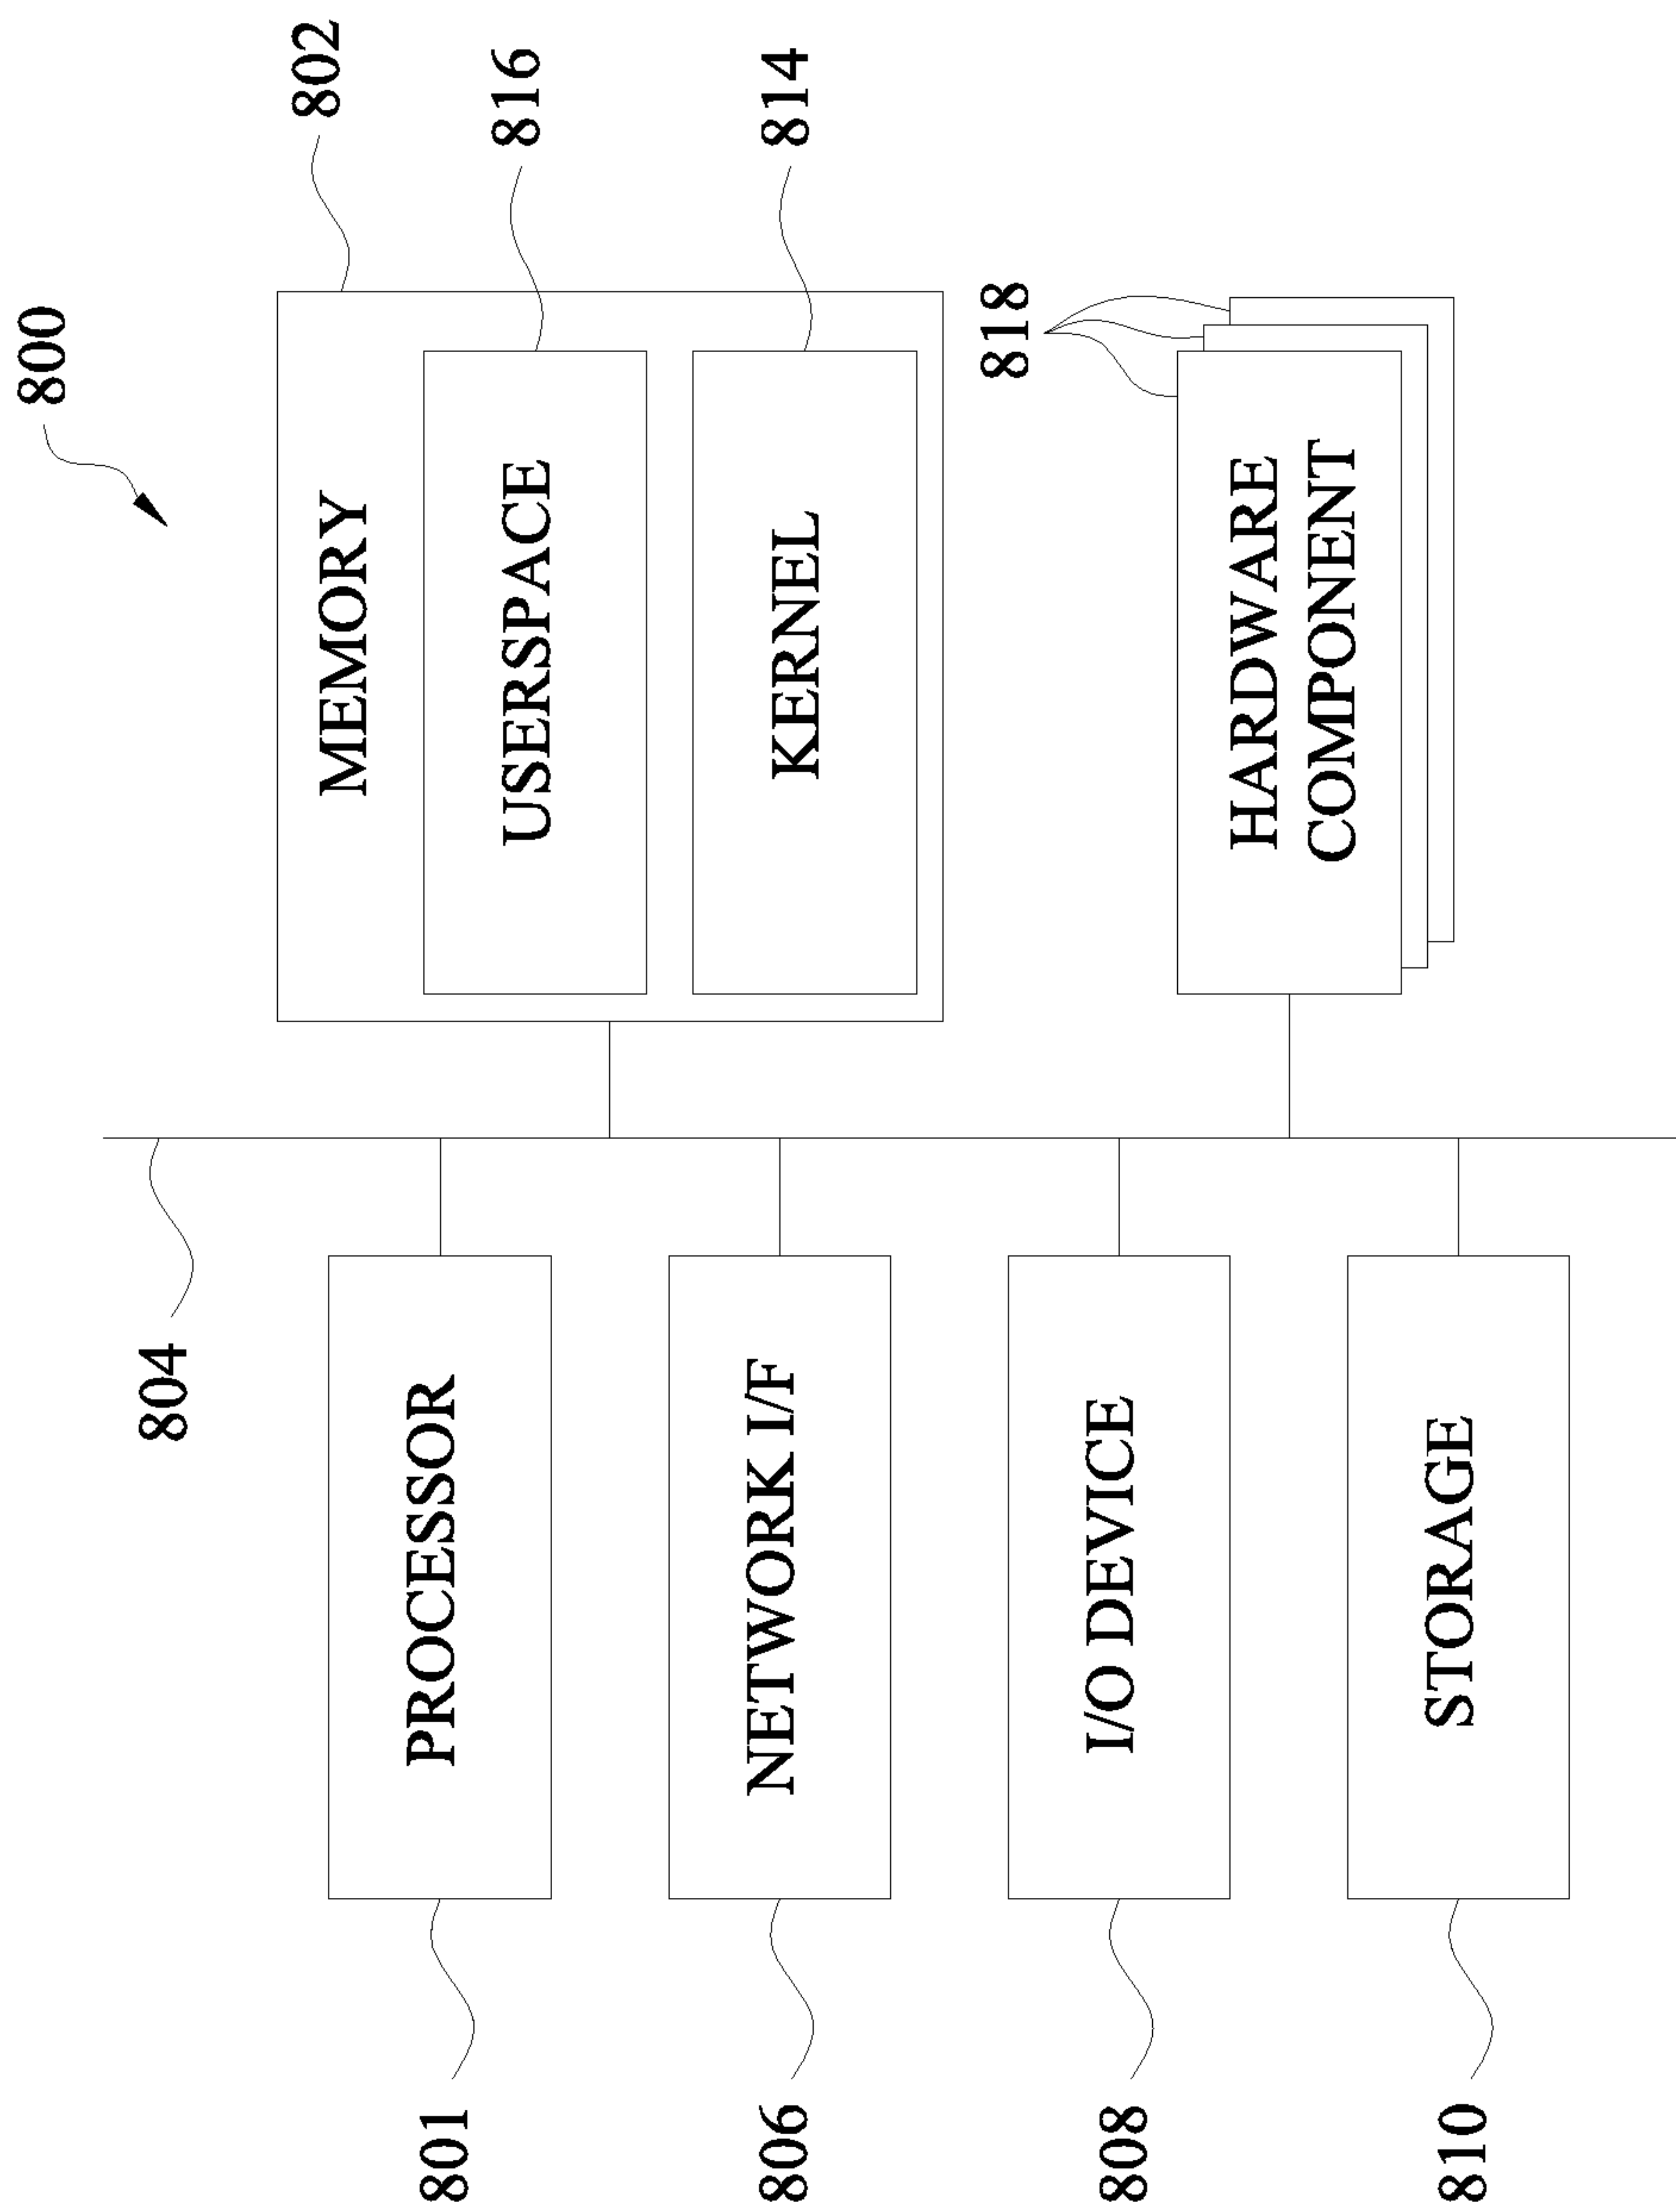 800
804
801
PROCESSOR
MEMORY
802
USERSPACE
816
806
NETWORK I/F
KERNEL
814
808
I/O DEVICE
818
HARDWARE
COMPONENT
810
STORAGE